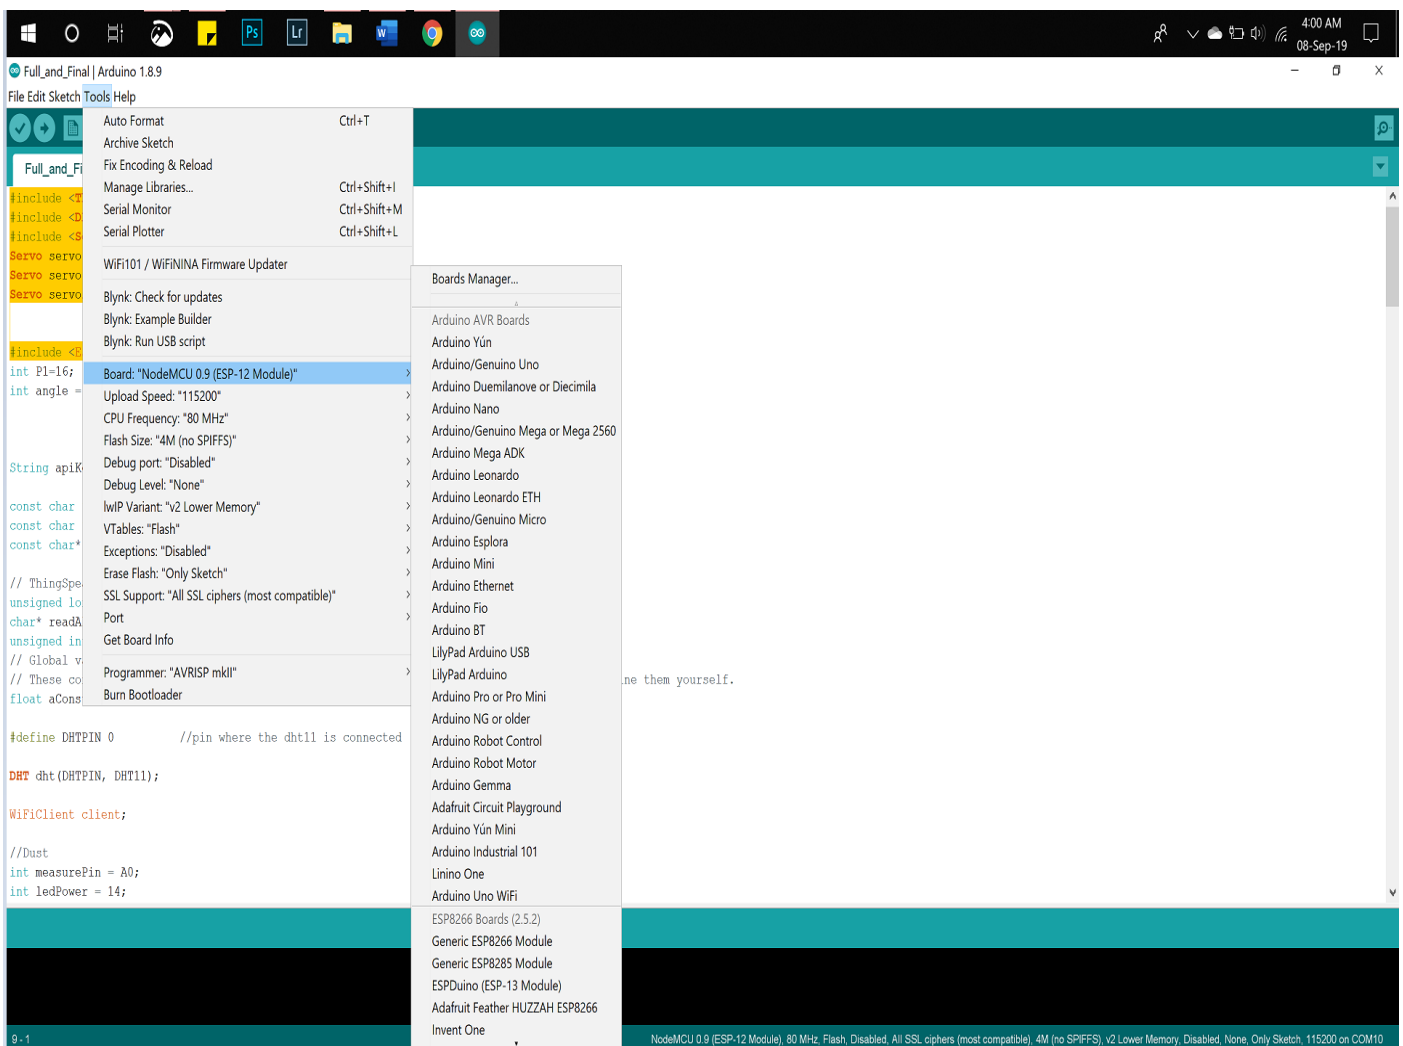 Ps
Lr
W
4:00 AM
08-Sep-19
Full_and_Final | Arduino 1.8.9
File Edit Sketch Tools Help
Auto Format Ctrl+T
Archive Sketch
Fix Encoding & Reload
Manage Libraries... Ctrl+Shift+I
Serial Monitor Ctrl+Shift+M
Serial Plotter Ctrl+Shift+L
WiFi101 / WiFiNINA Firmware Updater
Blynk: Check for updates
Blynk: Example Builder
Blynk: Run USB script
Board: "NodeMCU 0.9 (ESP-12 Module)"
Upload Speed: "115200"
CPU Frequency: "80 MHz"
Flash Size: "4M (no SPIFFS)"
Debug port: "Disabled"
Debug Level: "None"
lwIP Variant: "v2 Lower Memory"
VTables: "Flash"
Exceptions: "Disabled"
Erase Flash: "Only Sketch"
SSL Support: "All SSL ciphers (most compatible)"
Port
Get Board Info
Programmer: "AVRISP mkII"
Burn Bootloader
Boards Manager...
Arduino AVR Boards
Arduino Yún
Arduino/Genuino Uno
Arduino Duemilanove or Diecimila
Arduino Nano
Arduino/Genuino Mega or Mega 2560
Arduino Mega ADK
Arduino Leonardo
Arduino Leonardo ETH
Arduino/Genuino Micro
Arduino Esplora
Arduino Mini
Arduino Ethernet
Arduino Fio
Arduino BT
LilyPad Arduino USB
LilyPad Arduino
Arduino Pro or Pro Mini
Arduino NG or older
Arduino Robot Control
Arduino Robot Motor
Arduino Gemma
Adafruit Circuit Playground
Arduino Yún Mini
Arduino Industrial 101
Linino One
Arduino Uno WiFi
ESP8266 Boards (2.5.2)
Generic ESP8266 Module
Generic ESP8285 Module
ESPDuino (ESP-13 Module)
Adafruit Feather HUZZAH ESP8266
Invent One
Full_and_Fi
#include <T
#include <D
#include <S
Servo servo
Servo servo
Servo servo
#include <E
int P1=16;
int angle =
String apiK
const char
const char
const char*
// ThingSpe
unsigned lo
char* readA
unsigned in
// Global v
// These co ne them yourself.
float aCons
#define DHTPIN 0 //pin where the dht11 is connected
DHT dht(DHTPIN, DHT11);
WiFiClient client;
//Dust
int measurePin = A0;
int ledPower = 14;
9 - 1
NodeMCU 0.9 (ESP-12 Module), 80 MHz, Flash, Disabled, All SSL ciphers (most compatible), 4M (no SPIFFS), v2 Lower Memory, Disabled, None, Only Sketch, 115200 on COM10